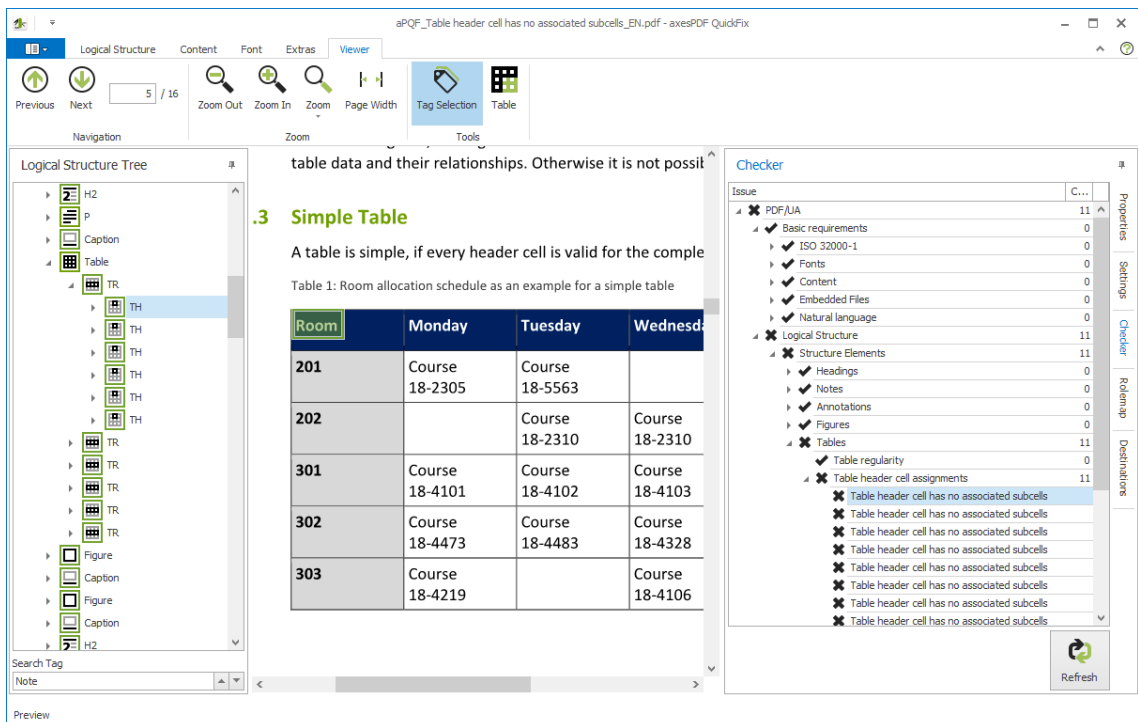 aPQF_Table header cell has no associated subcells_EN.pdf - axesPDF QuickFix
Logical Structure Content Font Extras Viewer
Previous Next 5 / 16 Zoom Out Zoom In Zoom Page Width Tag Selection Table
Navigation Zoom Tools
Logical Structure Tree
H2
P
Caption
Table
TR
TH
TH
TH
TH
TH
TH
TR
TR
TR
TR
TR
Figure
Caption
Figure
Caption
H2
Search Tag
Note
Preview
table data and their relationships. Otherwise it is not possib
.3 Simple Table
A table is simple, if every header cell is valid for the comple
Table 1: Room allocation schedule as an example for a simple table
Room Monday Tuesday Wednesda
201 Course 18-2305 Course 18-5563
202 Course 18-2310 Course 18-2310
301 Course 18-4101 Course 18-4102 Course 18-4103
302 Course 18-4473 Course 18-4483 Course 18-4328
303 Course 18-4219 Course 18-4106
Checker
Issue C...
PDF/UA 11
Basic requirements 0
ISO 32000-1 0
Fonts 0
Content 0
Embedded Files 0
Natural language 0
Logical Structure 11
Structure Elements 11
Headings 0
Notes 0
Annotations 0
Figures 0
Tables 11
Table regularity 0
Table header cell assignments 11
Table header cell has no associated subcells
Table header cell has no associated subcells
Table header cell has no associated subcells
Table header cell has no associated subcells
Table header cell has no associated subcells
Table header cell has no associated subcells
Table header cell has no associated subcells
Table header cell has no associated subcells
Refresh
Properties
Settings
Checker
Rolemap
Destinations